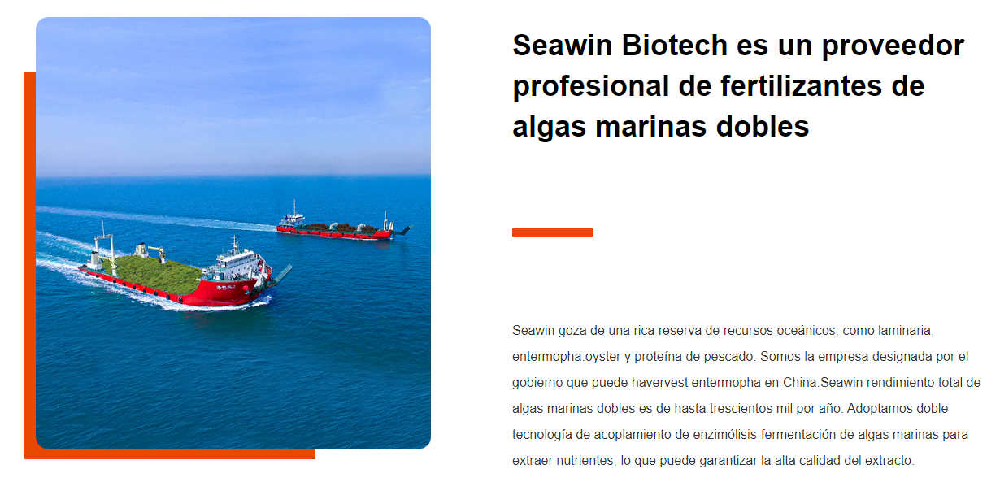 Seawin Biotech es un proveedor
profesional de fertilizantes de
algas marinas dobles
Seawin goza de una rica reserva de recursos oceánicos, como laminaria,
entermopha.oyster y proteína de pescado. Somos la empresa designada por el
gobierno que puede havervest entermopha en China.Seawin rendimiento total de
algas marinas dobles es de hasta trescientos mil por año. Adoptamos doble
tecnología de acoplamiento de enzimólisis-fermentación de algas marinas para
extraer nutrientes, lo que puede garantizar la alta calidad del extracto.